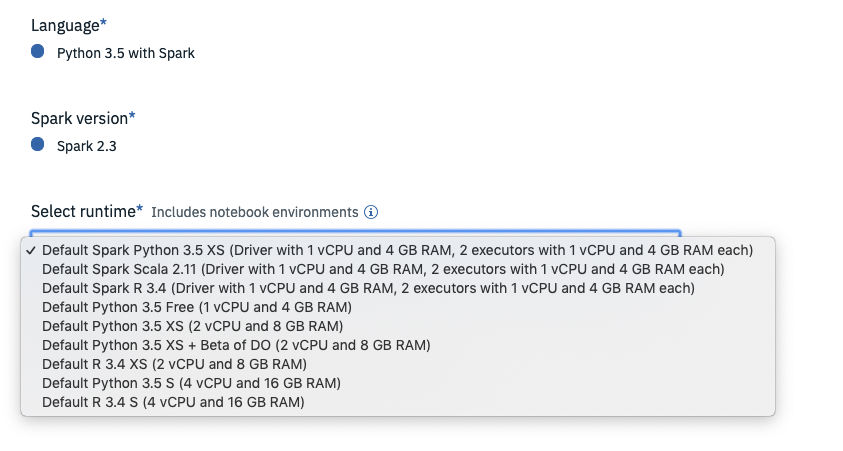 Language*
Python 3.5 with Spark
Spark version*
Spark 2.3
Select runtime* Includes notebook environments
Default Spark Python 3.5 XS (Driver with 1 vCPU and 4 GB RAM, 2 executors with 1 vCPU and 4 GB RAM each)
Default Spark Scala 2.11 (Driver with 1 vCPU and 4 GB RAM, 2 executors with 1 vCPU and 4 GB RAM each)
Default Spark R 3.4 (Driver with 1 vCPU and 4 GB RAM, 2 executors with 1 vCPU and 4 GB RAM each)
Default Python 3.5 Free (1 vCPU and 4 GB RAM)
Default Python 3.5 XS (2 vCPU and 8 GB RAM)
Default Python 3.5 XS + Beta of DO (2 vCPU and 8 GB RAM)
Default R 3.4 XS (2 vCPU and 8 GB RAM)
Default Python 3.5 S (4 vCPU and 16 GB RAM)
Default R 3.4 S (4 vCPU and 16 GB RAM)